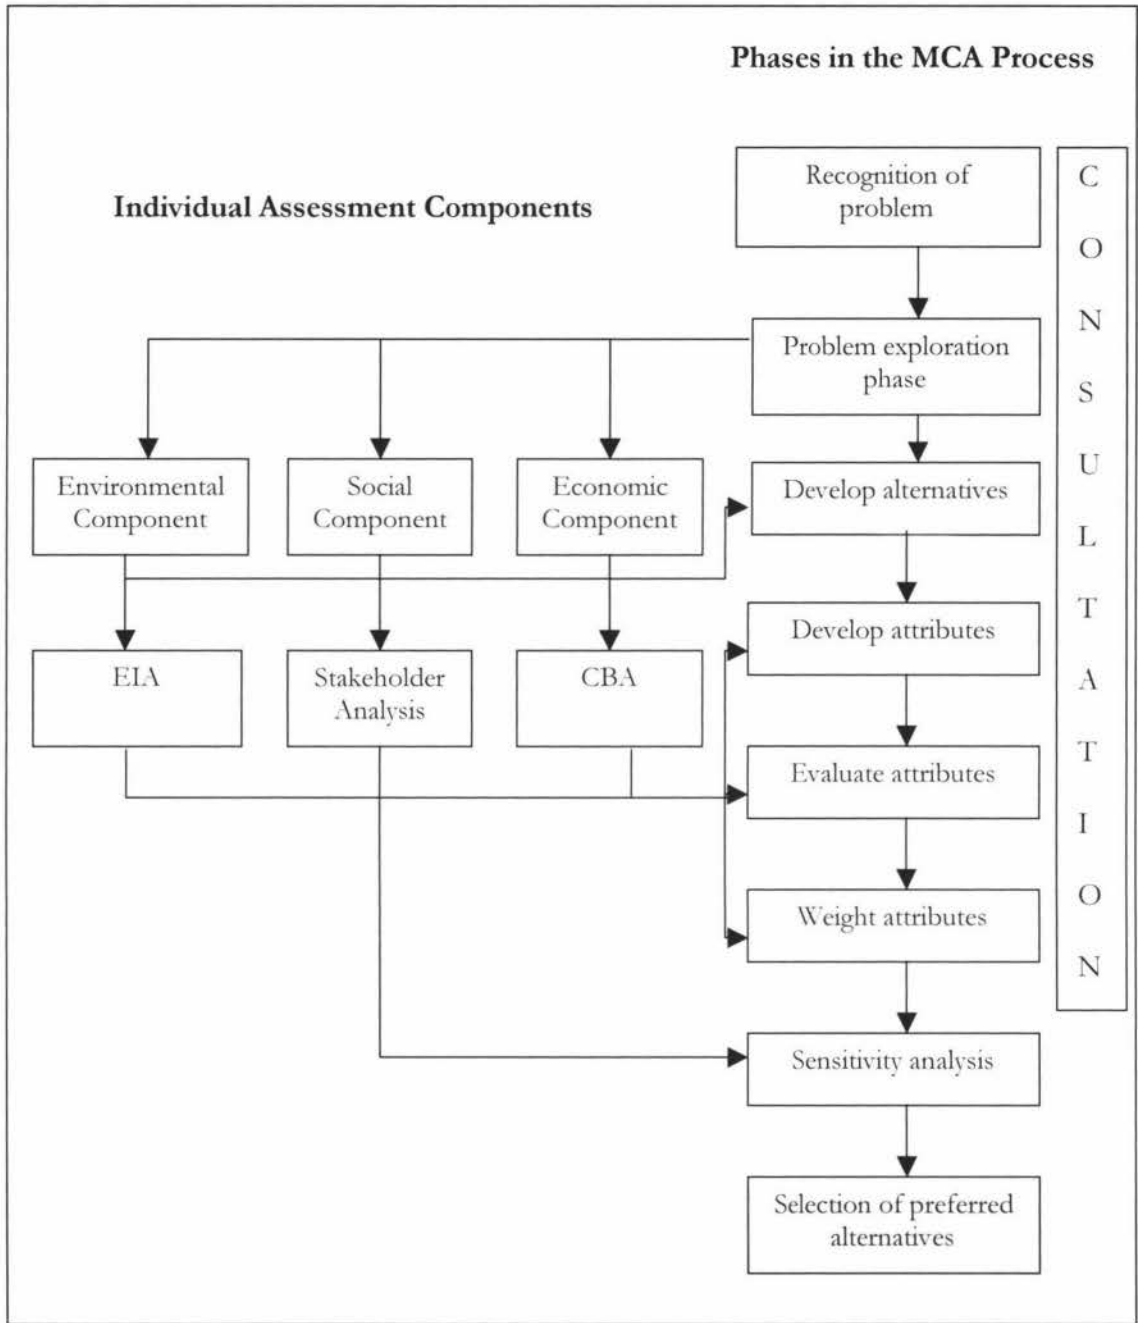 Phases in the MCA Process
Individual Assessment Components
Recognition of
problem
Problem exploration
phase
Environmental
Component
Social
Component
Economic
Component
Develop alternatives
EIA
Stakeholder
Analysis
CBA
Develop attributes
Evaluate attributes
Weight attributes
Sensitivity analysis
Selection of preferred
alternatives
C
O
N
S
U
L
T
A
T
I
O
N